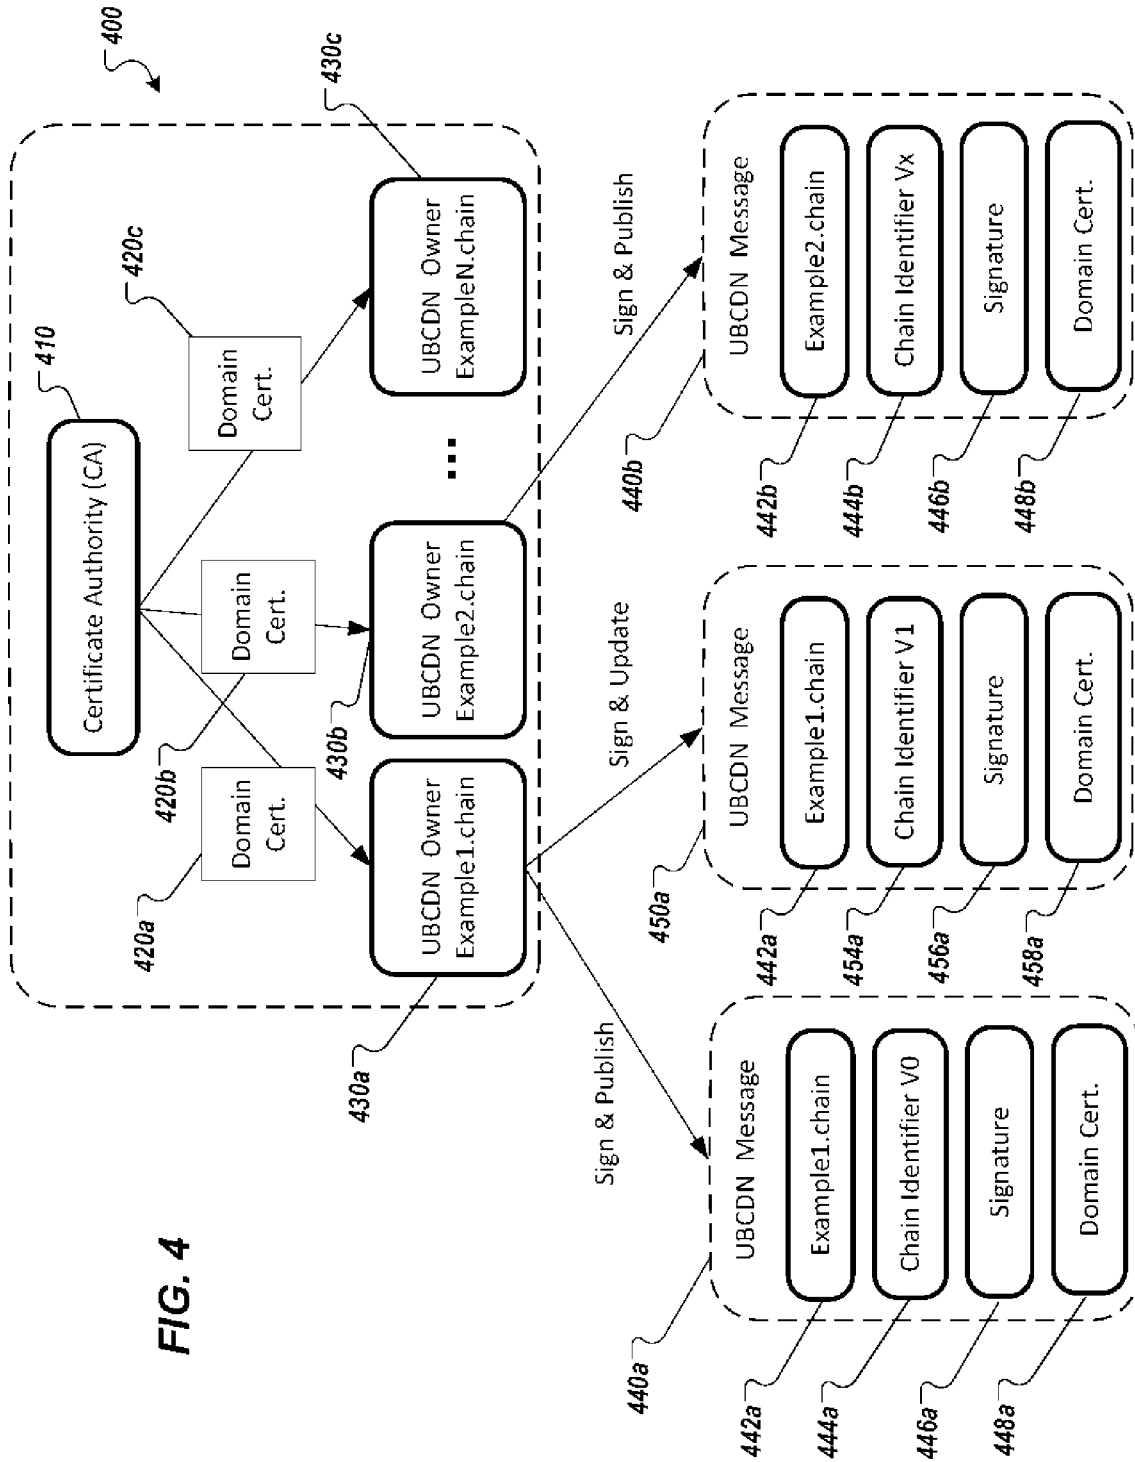 400
410
Certificate Authority (CA)
420a
Domain
Cert.
420b
Domain
Cert.
420c
Domain
Cert.
430a
UBCDN Owner
Example1.chain
430b
UBCDN Owner
Example2.chain
...
430c
UBCDN Owner
ExampleN.chain
Sign & Publish
Sign & Update
Sign & Publish
440a
UBCDN Message
442a
Example1.chain
444a
Chain Identifier V0
446a
Signature
448a
Domain Cert.
450a
UBCDN Message
442a
Example1.chain
454a
Chain Identifier V1
456a
Signature
458a
Domain Cert.
440b
UBCDN Message
442b
Example2.chain
444b
Chain Identifier Vx
446b
Signature
448b
Domain Cert.
FIG. 4